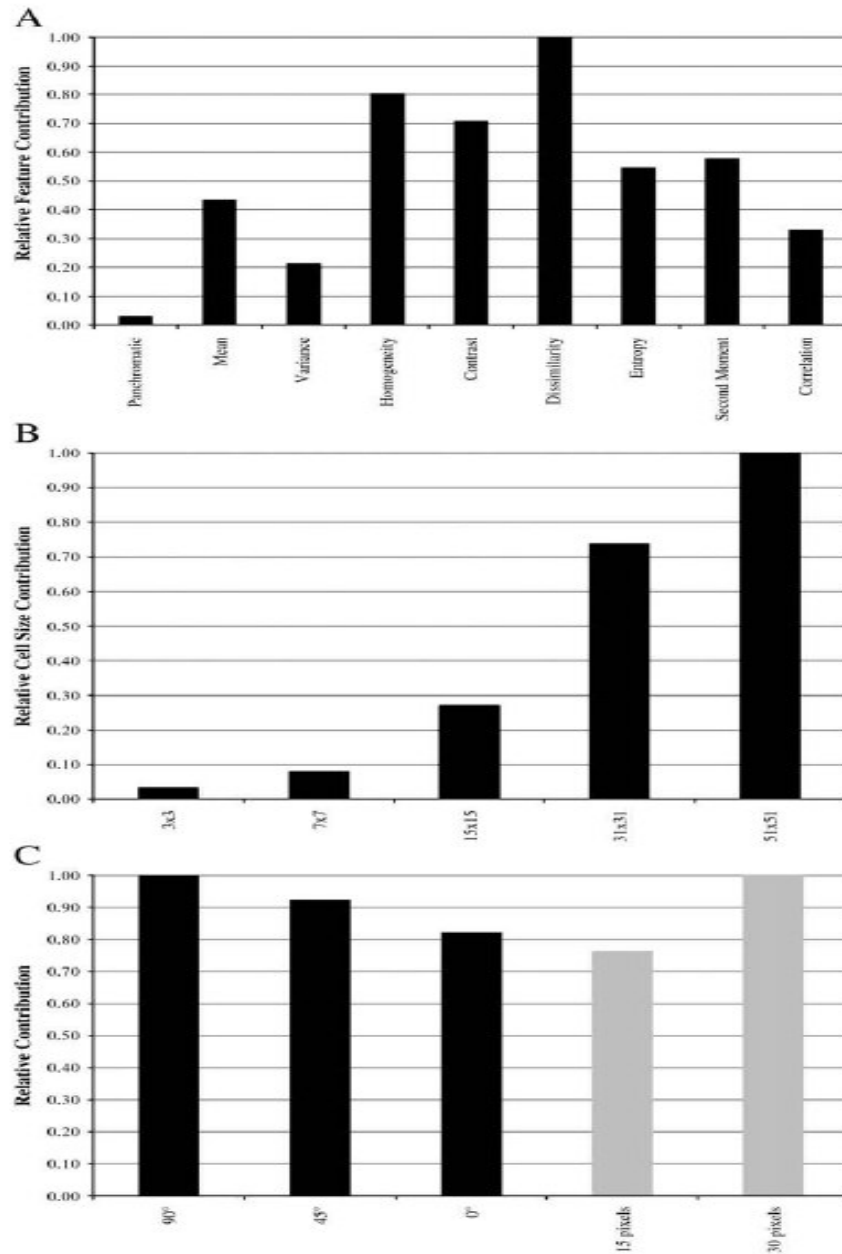 A
Relative Feature Contribution
1.00
0.90
0.80
0.70
0.60
0.50
0.40
0.30
0.20
0.10
0.00
Panchromatic
Mean
Variance
Homogeneity
Contrast
Dissimilarity
Entropy
Second Moment
Correlation
B
Relative Cell Size Contribution
1.00
0.90
0.80
0.70
0.60
0.50
0.40
0.30
0.20
0.10
0.00
3x3
7x7
15x15
31x31
51x51
C
Relative Contribution
1.00
0.90
0.80
0.70
0.60
0.50
0.40
0.30
0.20
0.10
0.00
90°
45°
0°
15 pixels
30 pixels